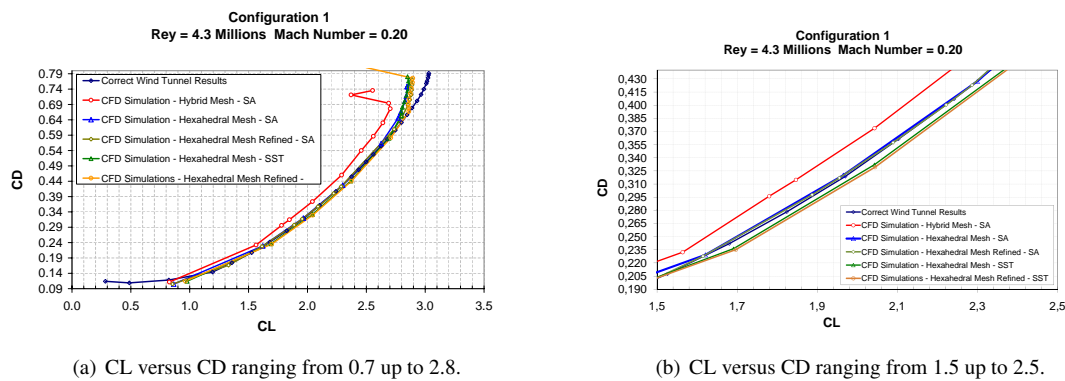 Configuration 1
Rey = 4.3 Millions Mach Number = 0.20
CD
0.79
0.74
0.69
0.64
0.59
0.54
0.49
0.44
0.39
0.34
0.29
0.24
0.19
0.14
0.09
Correct Wind Tunnel Results
CFD Simulation - Hybrid Mesh - SA
CFD Simulation - Hexahedral Mesh - SA
CFD Simulation - Hexahedral Mesh Refined - SA
CFD Simulation - Hexahedral Mesh - SST
CFD Simulations - Hexahedral Mesh Refined -
0.0 0.5 1.0 1.5 2.0 2.5 3.0 3.5
CL
(a) CL versus CD ranging from 0.7 up to 2.8.
Configuration 1
Rey = 4.3 Millions Mach Number = 0.20
CD
0,430
0,415
0,400
0,385
0,370
0,355
0,340
0,325
0,310
0,295
0,280
0,265
0,250
0,235
0,220
0,205
0,190
Correct Wind Tunnel Results
CFD Simulation - Hybrid Mesh - SA
CFD Simulation - Hexahedral Mesh - SA
CFD Simulation - Hexahedral Mesh Refined - SA
CFD Simulation - Hexahedral Mesh - SST
CFD Simulations - Hexahedral Mesh Refined - SST
1,5 1,7 1,9 2,1 2,3 2,5
CL
(b) CL versus CD ranging from 1.5 up to 2.5.